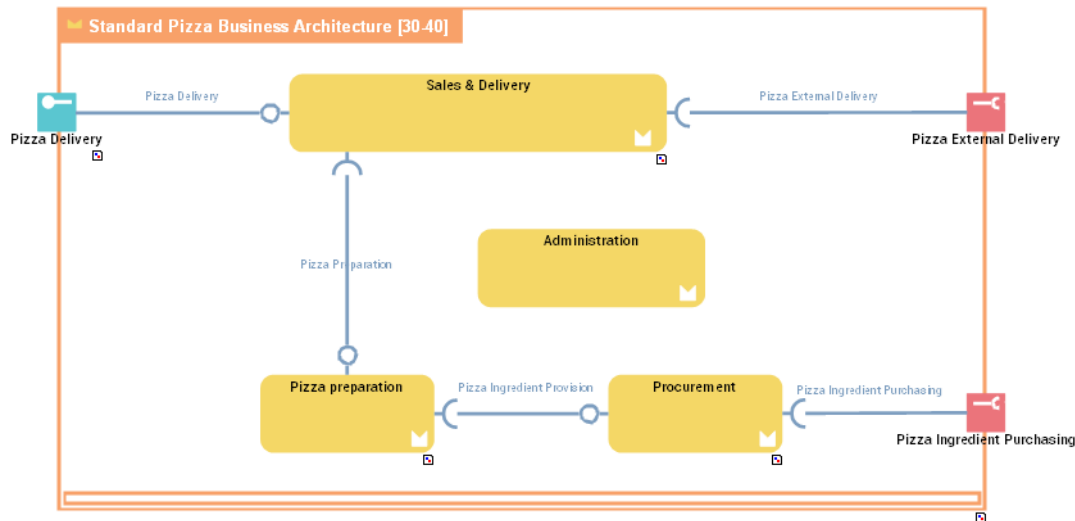 Standard Pizza Business Architecture [30-40]
Sales & Delivery
Pizza Delivery
Pizza External Delivery
Pizza Delivery
Pizza External Delivery
Administration
Pizza Preparation
Pizza preparation
Pizza Ingredient Provision
Procurement
Pizza Ingredient Purchasing
Pizza Ingredient Purchasing